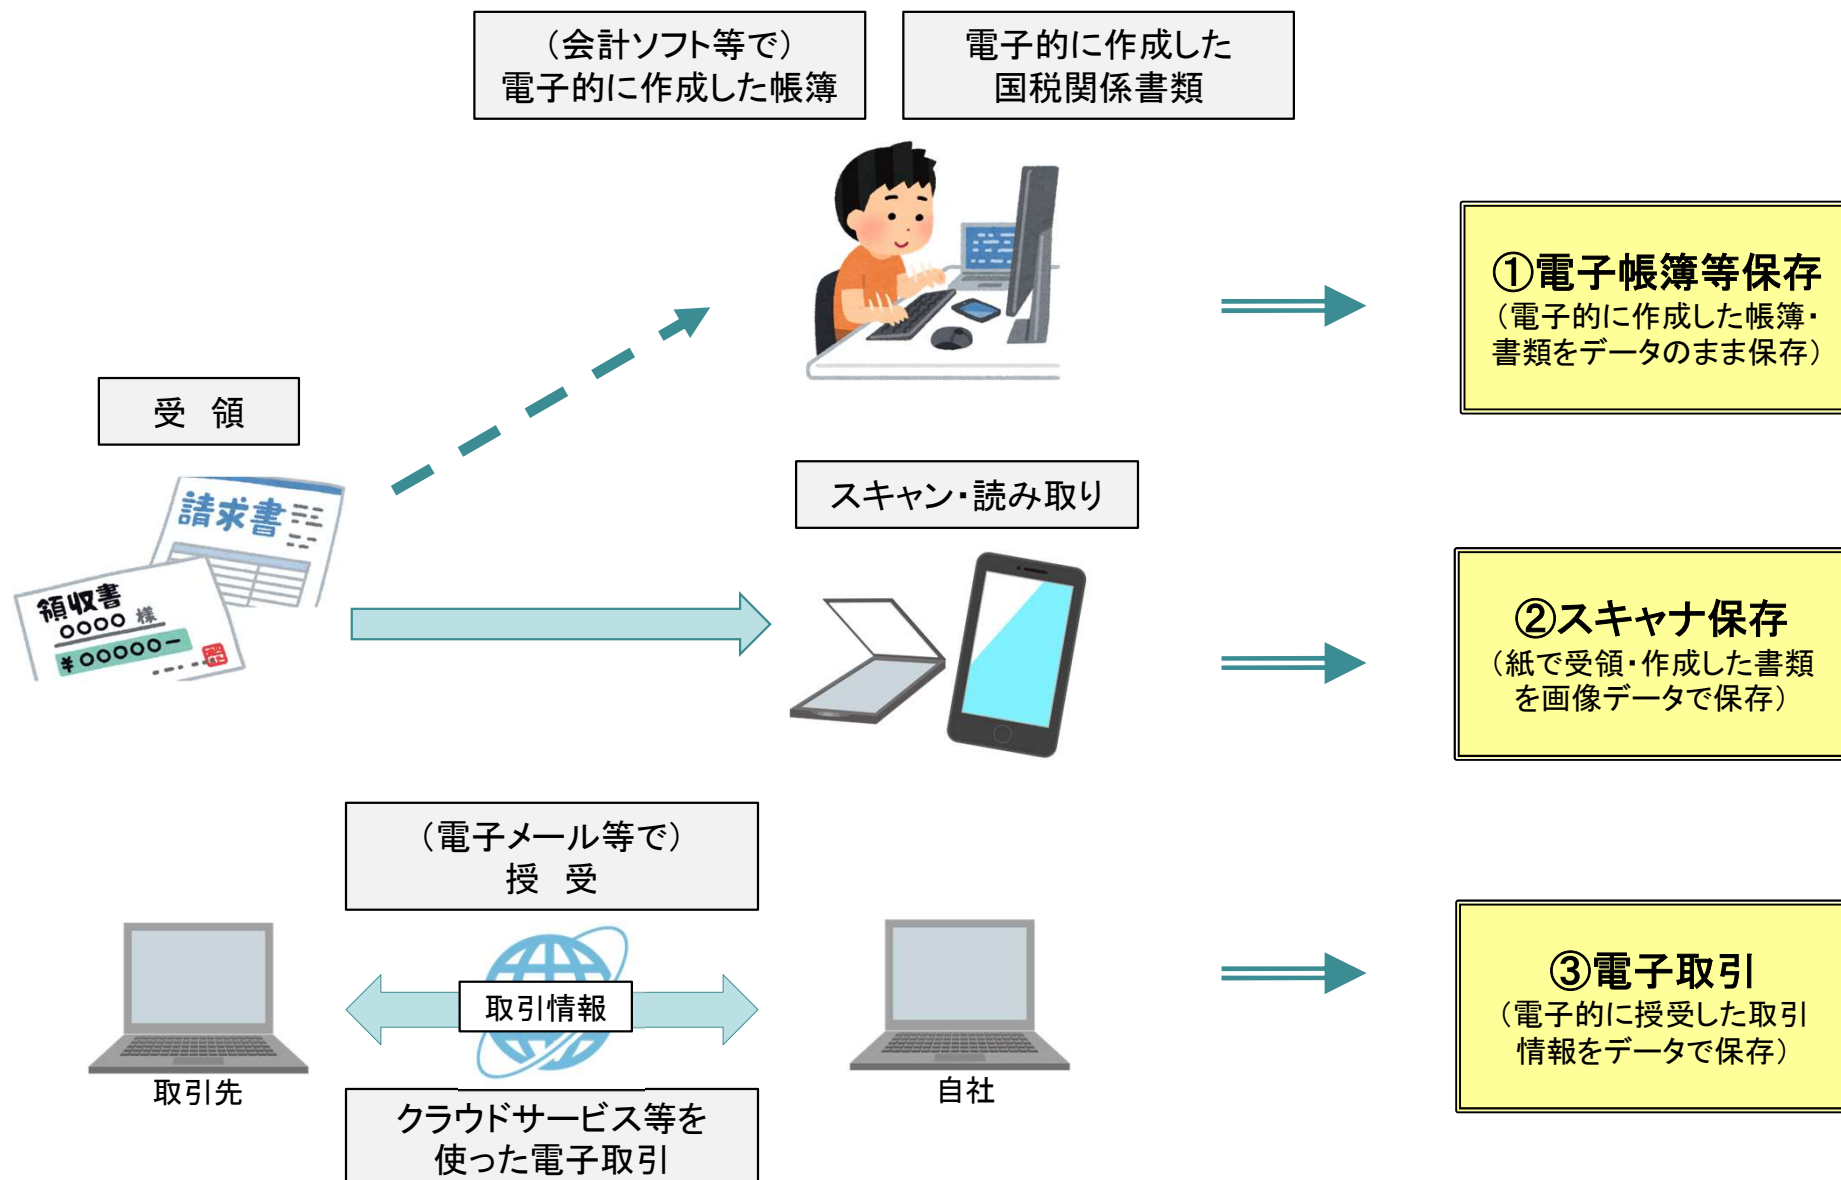 （会計ソフト等で）
電子的に作成した帳簿
電子的に作成した
国税関係書類
①電子帳簿等保存
（電子的に作成した帳簿・
書類をデータのまま保存）
受　領
請求書
領収書
○○○○ 様
¥○○○○○－
スキャン・読み取り
②スキャナ保存
（紙で受領・作成した書類
を画像データで保存）
（電子メール等で）
授　受
取引情報
取引先
自社
クラウドサービス等を
使った電子取引
③電子取引
（電子的に授受した取引
情報をデータで保存）